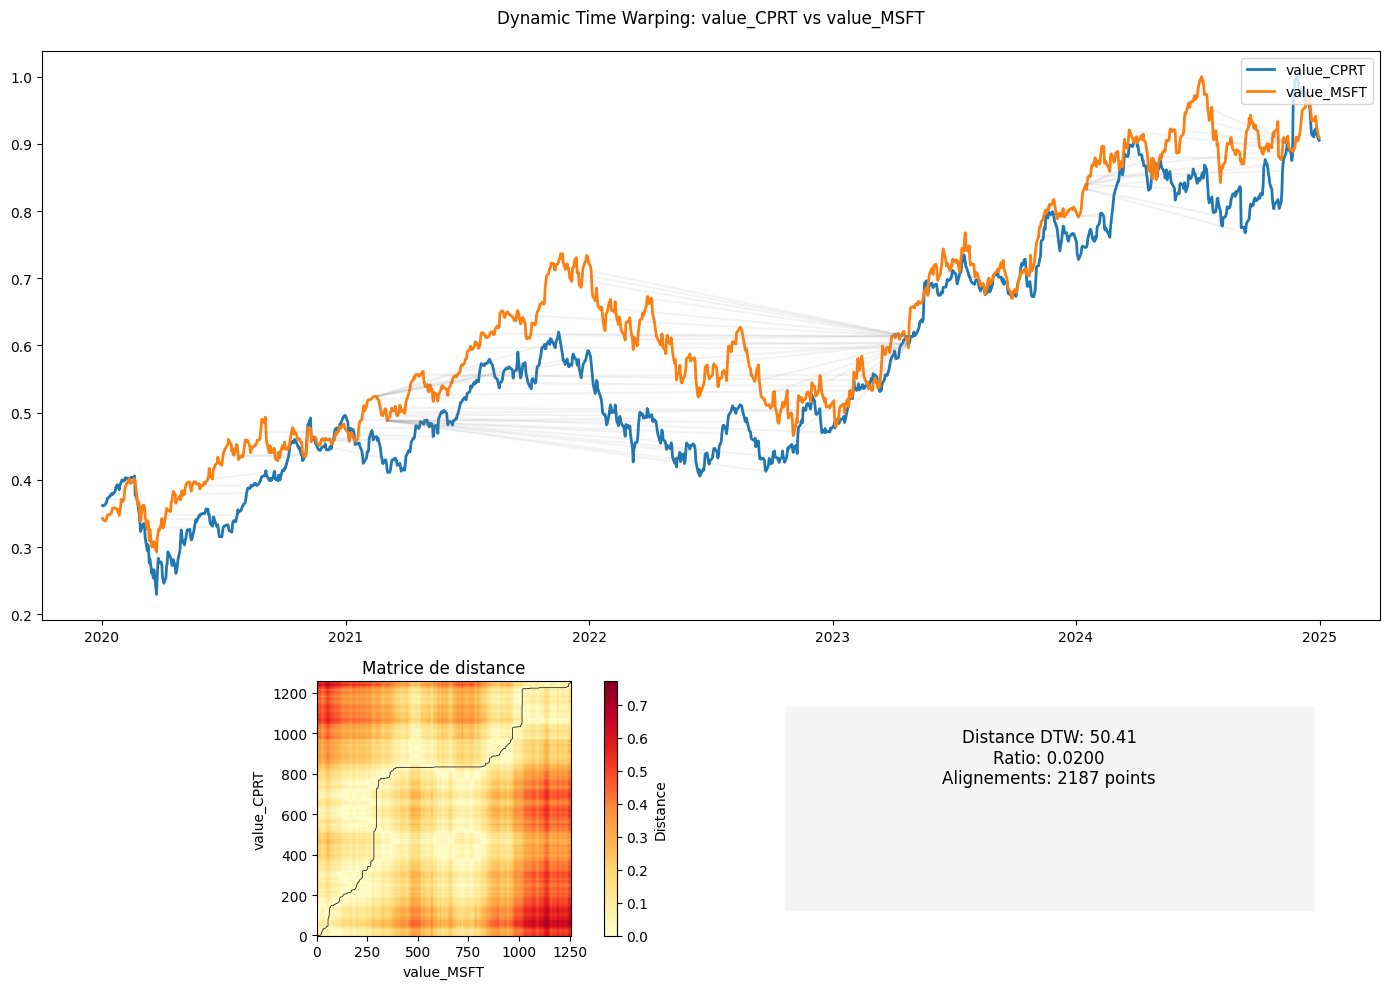 Dynamic Time Warping: value_CPRT vs value_MSFT
value_CPRT
value_MSFT
1.0
0.9
0.8
0.7
0.6
0.5
0.4
0.3
0.2
2020 2021 2022 2023 2024 2025
Matrice de distance
value_CPRT
1200
1000
800
600
400
200
0
0 250 500 750 1000 1250
value_MSFT
0.7
0.6
0.5
0.4
0.3
0.2
0.1
0.0
Distance
Distance DTW: 50.41
Ratio: 0.0200
Alignements: 2187 points